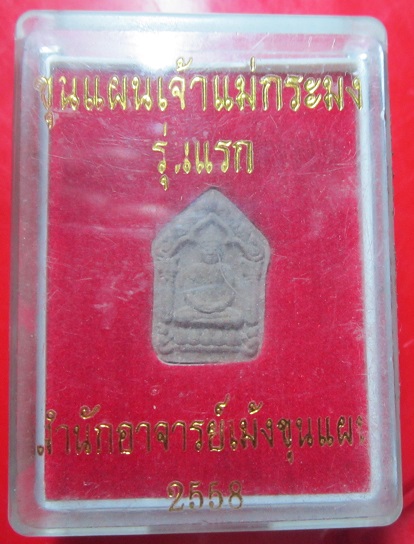 ขุนแผนเจ้าแม่กระมง
รุ่นแรก
สำนักอาจารย์เม้งขุนแผน
2558